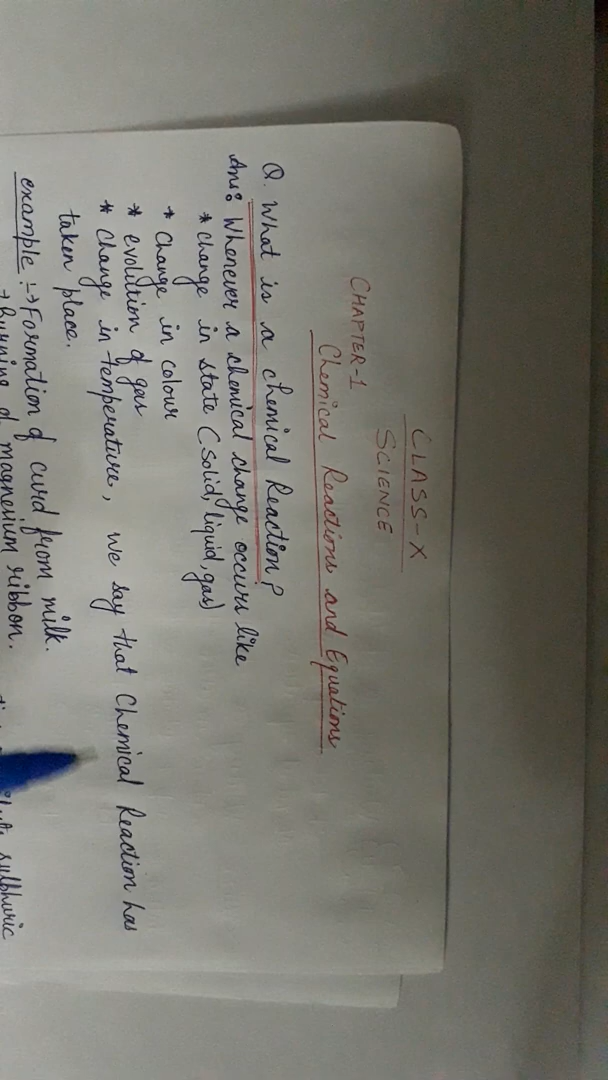 CLASS-X
SCIENCE
CHAPTER-1
Chemical Reactions and Equations
Q. What is a chemical Reaction?
Ans: Whenever a chemical change occurs like
* change in state (solid, liquid, gas)
* change in colour
* evolution of gas
* change in temperature, we say that Chemical Reaction has
taken place.
example :-→ Formation of curd from milk.
→ Burning of magnesium ribbon.
sulphuric